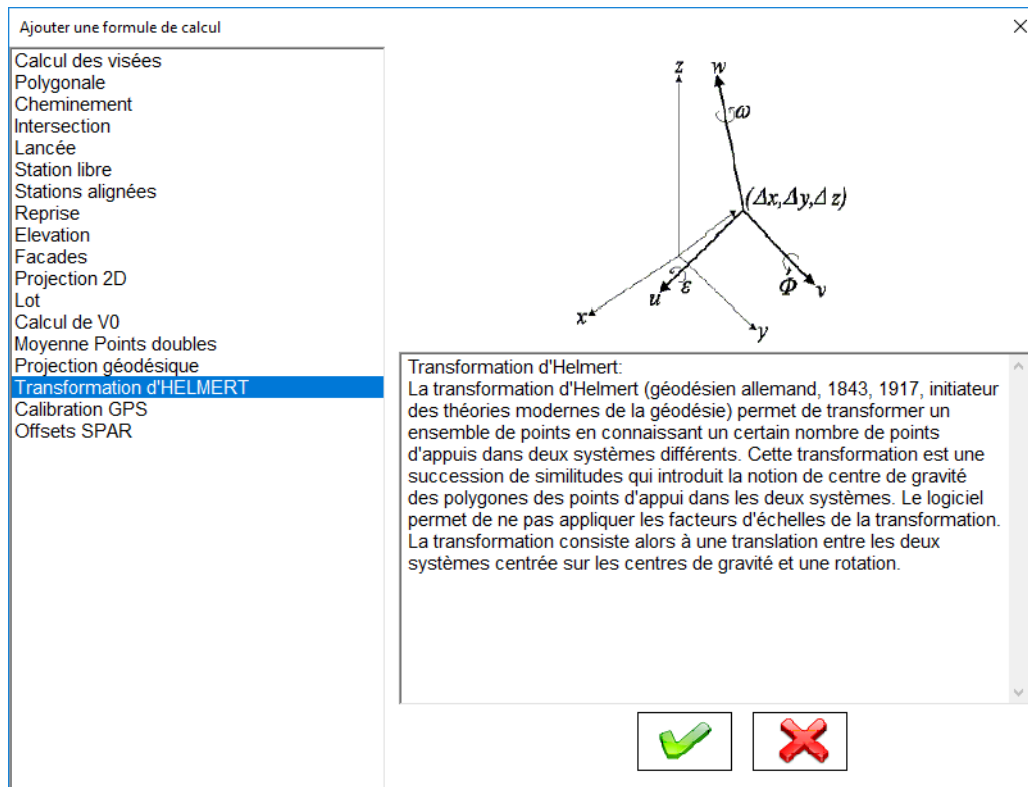 Ajouter une formule de calcul
Calcul des visées
Polygonale
Cheminement
Intersection
Lancée
Station libre
Stations alignées
Reprise
Elevation
Facades
Projection 2D
Lot
Calcul de V0
Moyenne Points doubles
Projection géodésique
Transformation d'HELMERT
Calibration GPS
Offsets SPAR
z w
ω
(Δx,Δy,Δz)
u ε Φ v
x y
Transformation d'Helmert:
La transformation d'Helmert (géodésien allemand, 1843, 1917, initiateur
des théories modernes de la géodésie) permet de transformer un
ensemble de points en connaissant un certain nombre de points
d'appuis dans deux systèmes différents. Cette transformation est une
succession de similitudes qui introduit la notion de centre de gravité
des polygones des points d'appui dans les deux systèmes. Le logiciel
permet de ne pas appliquer les facteurs d'échelles de la transformation.
La transformation consiste alors à une translation entre les deux
systèmes centrée sur les centres de gravité et une rotation.